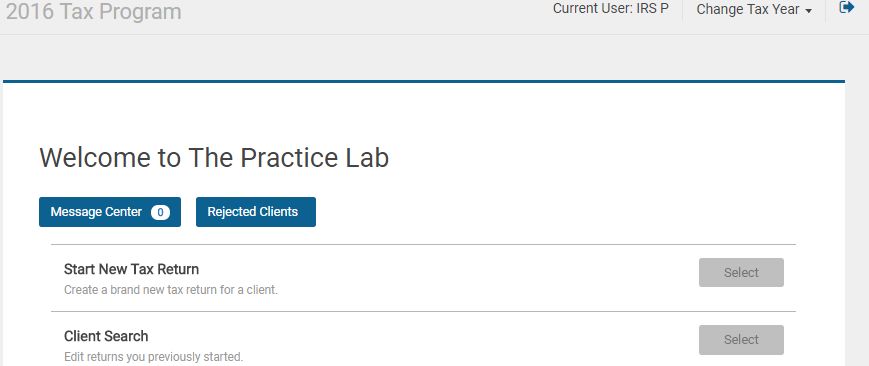 2016 Tax Program
Current User: IRS P
Change Tax Year
Welcome to The Practice Lab
Message Center 0
Rejected Clients
Start New Tax Return
Select
Create a brand new tax return for a client.
Client Search
Select
Edit returns you previously started.